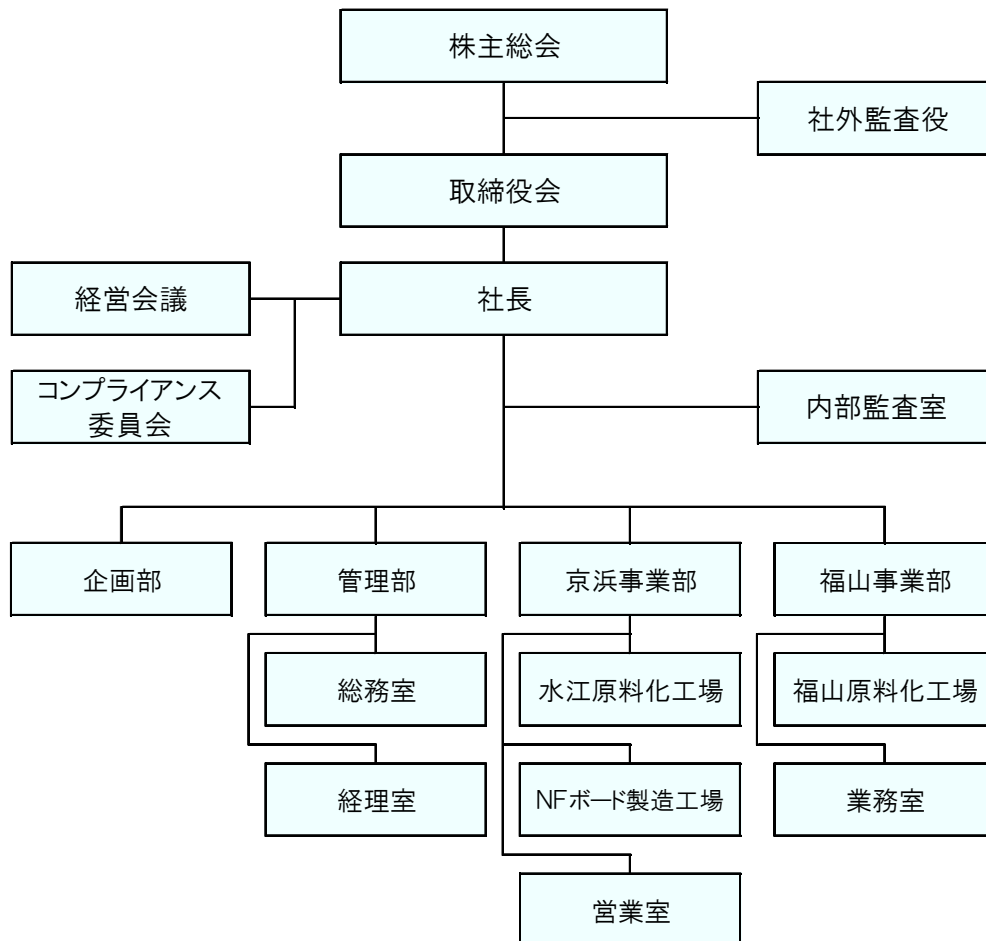 株主総会
社外監査役
取締役会
経営会議
社長
コンプライアンス
委員会
内部監査室
企画部
管理部
京浜事業部
福山事業部
総務室
水江原料化工場
福山原料化工場
経理室
NFボード製造工場
業務室
営業室